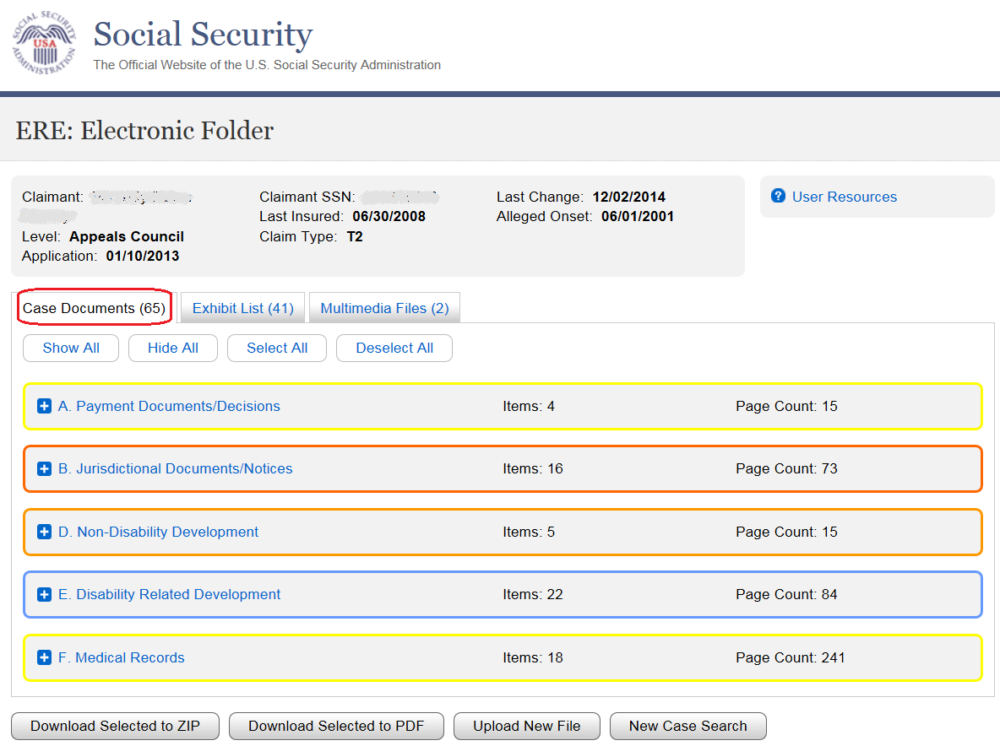 SOCIAL SECURITY ADMINISTRATION
USA
Social Security
The Official Website of the U.S. Social Security Administration
ERE: Electronic Folder
Claimant:
Level: Appeals Council
Application: 01/10/2013
Claimant SSN:
Last Insured: 06/30/2008
Claim Type: T2
Last Change: 12/02/2014
Alleged Onset: 06/01/2001
? User Resources
Case Documents (65) Exhibit List (41) Multimedia Files (2)
Show All Hide All Select All Deselect All
A. Payment Documents/Decisions Items: 4 Page Count: 15
B. Jurisdictional Documents/Notices Items: 16 Page Count: 73
D. Non-Disability Development Items: 5 Page Count: 15
E. Disability Related Development Items: 22 Page Count: 84
F. Medical Records Items: 18 Page Count: 241
Download Selected to ZIP Download Selected to PDF Upload New File New Case Search